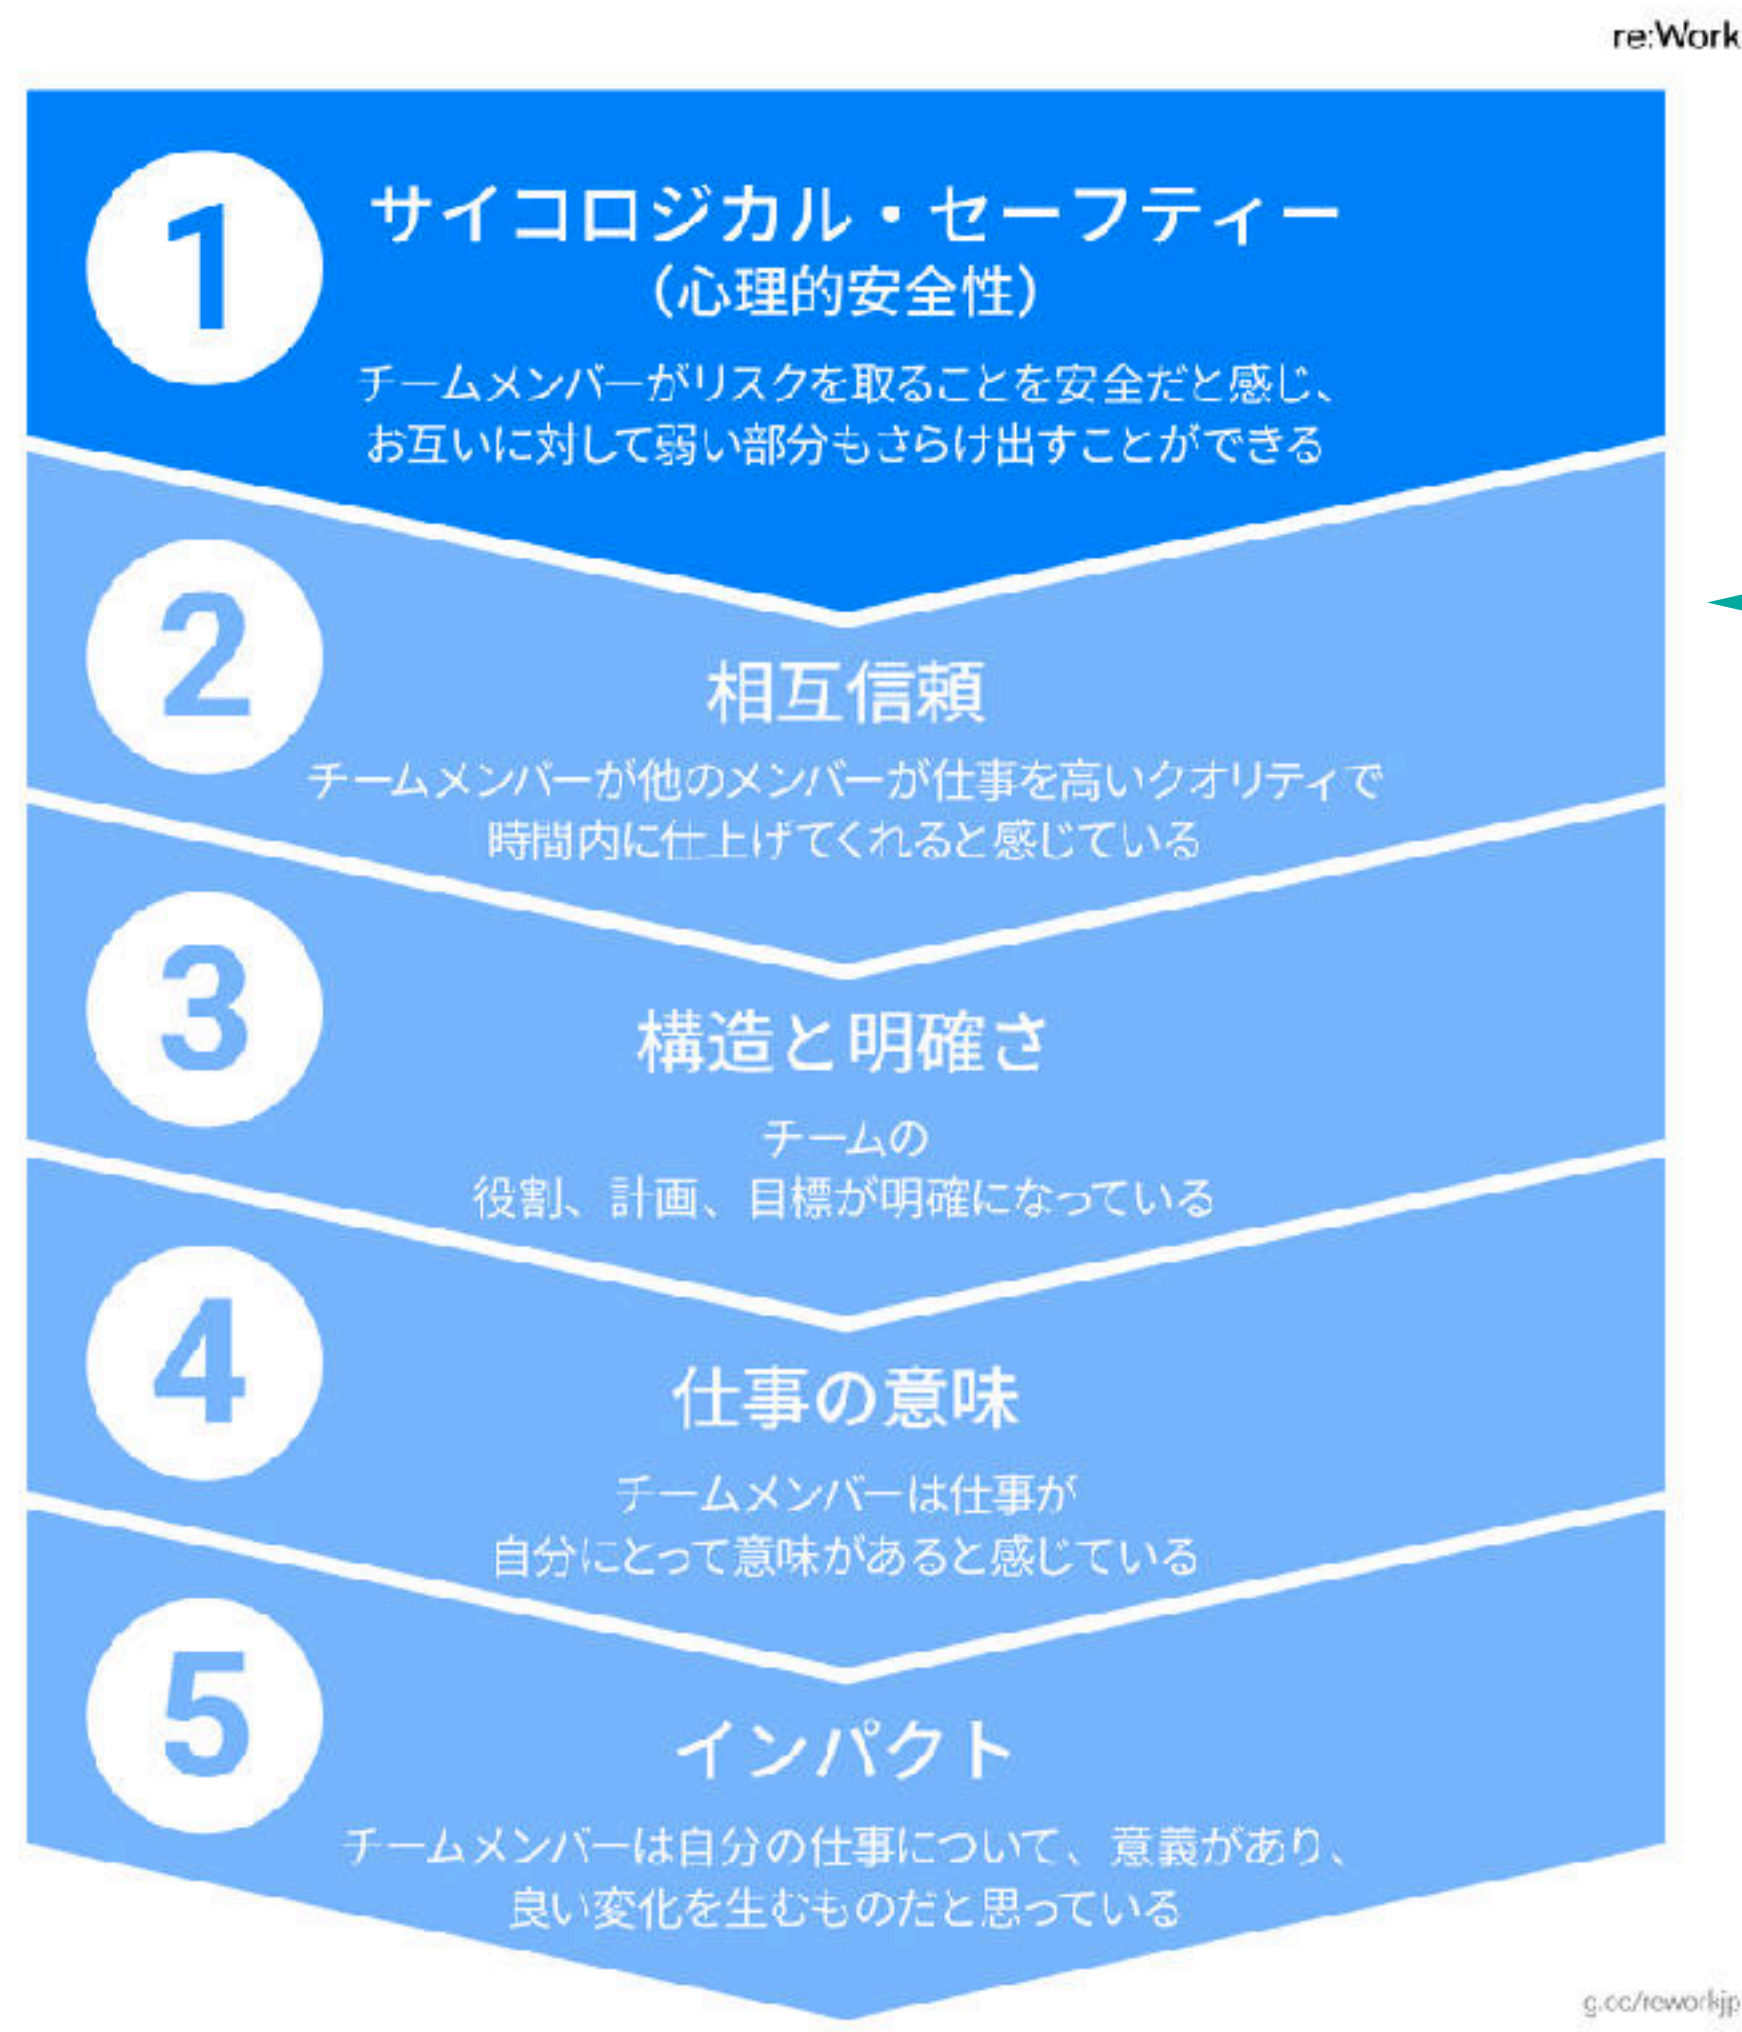 re:Work
1
サイコロジカル・セーフティー
（心理的安全性）
チームメンバーがリスクを取ることを安全だと感じ、
お互いに対して弱い部分もさらけ出すことができる
2
相互信頼
チームメンバーが他のメンバーが仕事を高いクオリティで
時間内に仕上げてくれると感じている
3
構造と明確さ
チームの
役割、計画、目標が明確になっている
4
仕事の意味
チームメンバーは仕事が
自分にとって意味があると感じている
5
インパクト
チームメンバーは自分の仕事について、意義があり、
良い変化を生むものだと思っている
g.co/reworkjp